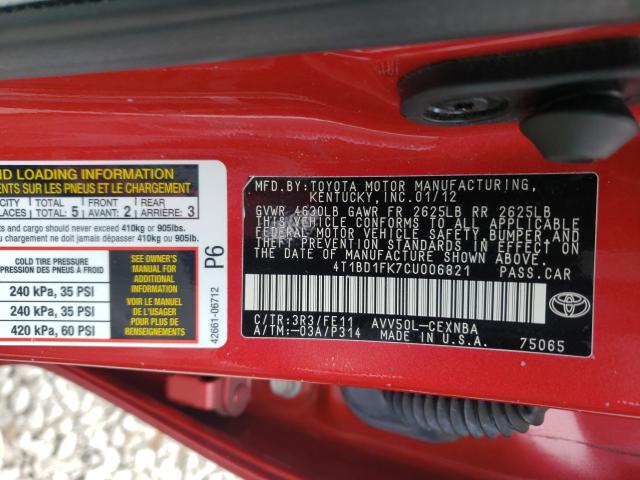 ND LOADING INFORMATION
ENTS SUR LES PNEUS ET LE CHARGEMENT
CITY TOTAL FRONT REAR
PLACES TOTAL: 5 AVANT: 2 ARRIÈRE: 3
nts and cargo should never exceed 410kg or 905lbs.
du chargement ne doit jamais dépasser 410kg ou 905lb.
COLD TIRE PRESSURE
PRESSION DES PNEUS À FROID
240 kPa, 35 PSI
240 kPa, 35 PSI
420 kPa, 60 PSI
SEE OWNER'S
MANUAL FOR
ADDITIONAL
INFORMATION
VOIR LE MANUEL
DE L'USAGER
POUR PLUS DE
RENSEIGNEMENTS
P6
42661-06712
MFD.BY:TOYOTA MOTOR MANUFACTURING,
KENTUCKY, INC.01/12
GVWR 4630LB GAWR FR 2625LB RR 2625LB
THIS VEHICLE CONFORMS TO ALL APPLICABLE
FEDERAL MOTOR VEHICLE SAFETY, BUMPER, AND
THEFT PREVENTION STANDARDS IN EFFECT ON
THE DATE OF MANUFACTURE SHOWN ABOVE.
4T1BD1FK7CU006821 PASS.CAR
C/TR:3R3/FE11 AVV50L-CEXNBA
A/TM:-03A/P314 MADE IN U.S.A.
75065
TOYOTA